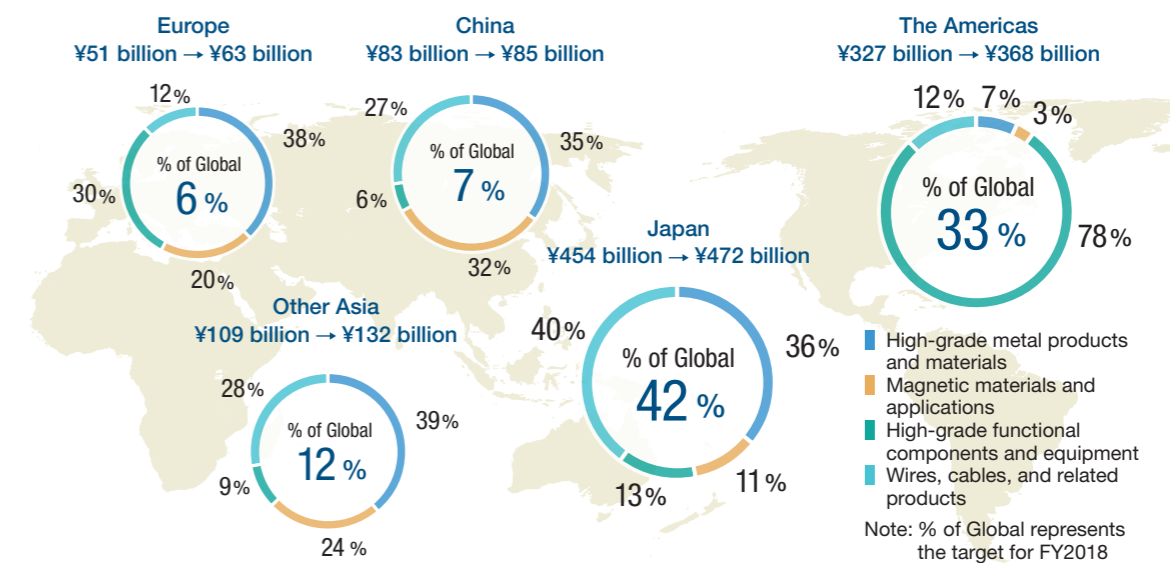 Europe
¥51 billion → ¥63 billion
12%
38%
% of Global
6 %
30%
20%
China
¥83 billion → ¥85 billion
27%
35%
% of Global
7 %
6%
32%
The Americas
¥327 billion → ¥368 billion
12%
7%
3%
% of Global
33 %
78%
Japan
¥454 billion → ¥472 billion
40%
36%
% of Global
42 %
13%
11%
Other Asia
¥109 billion → ¥132 billion
28%
39%
% of Global
12 %
9%
24 %
High-grade metal products
and materials
Magnetic materials and
applications
High-grade functional
components and equipment
Wires, cables, and related
products
Note: % of Global represents
the target for FY2018